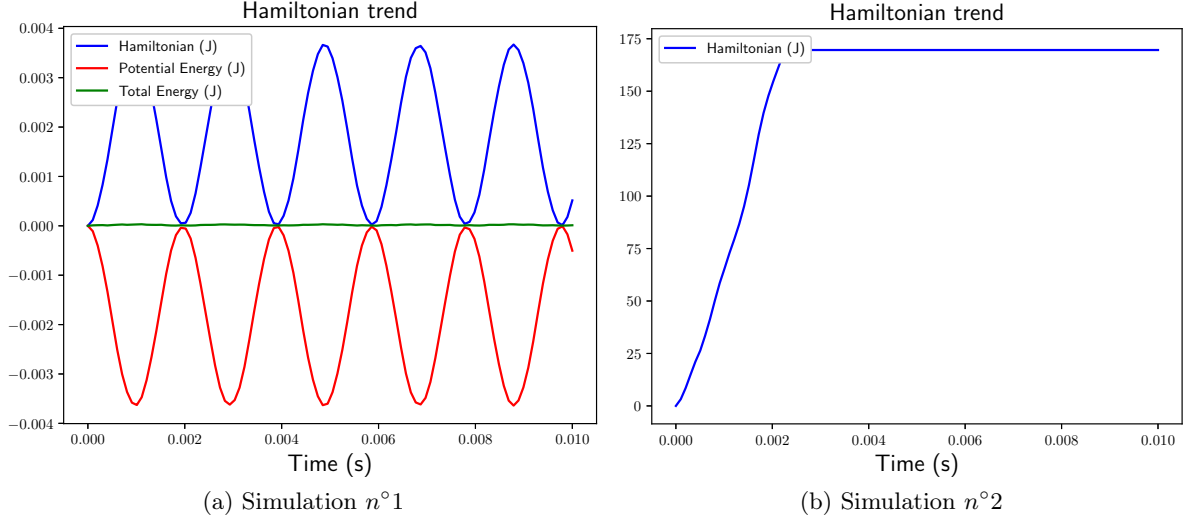 Hamiltonian trend
0.004
0.003
0.002
0.001
0.000
−0.001
−0.002
−0.003
−0.004
Hamiltonian (J)
Potential Energy (J)
Total Energy (J)
0.000 0.002 0.004 0.006 0.008 0.010
Time (s)
(a) Simulation n°1
Hamiltonian trend
175
150
125
100
75
50
25
0
Hamiltonian (J)
0.000 0.002 0.004 0.006 0.008 0.010
Time (s)
(b) Simulation n°2